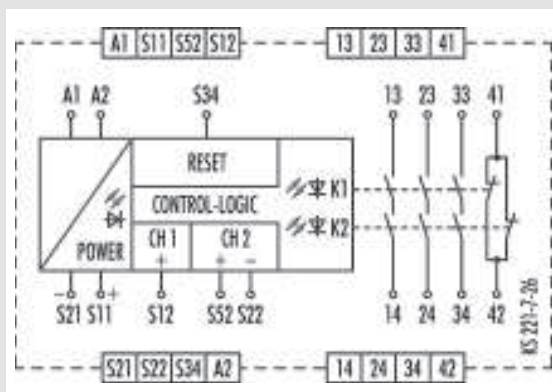 A1 S11 S52 S12 13 23 33 41
A1 A2 S34 13 23 33 41
RESET
K1
CONTROL-LOGIC
K2
CH 1 CH 2
POWER + + −
− +
S21 S11 S12 S52 S22 14 24 34 42
KS 221-7-26
S21 S22 S34 A2 14 24 34 42